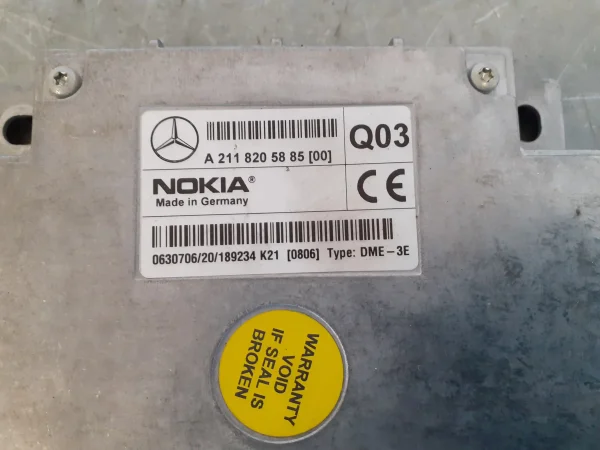 A 211 820 58 85 [00]
Q03
NOKIA®
Made in Germany
CE
0630706/20/189234 K21 [0806] Type: DME-3E
WARRANTY
VOID
IF SEAL IS
BROKEN